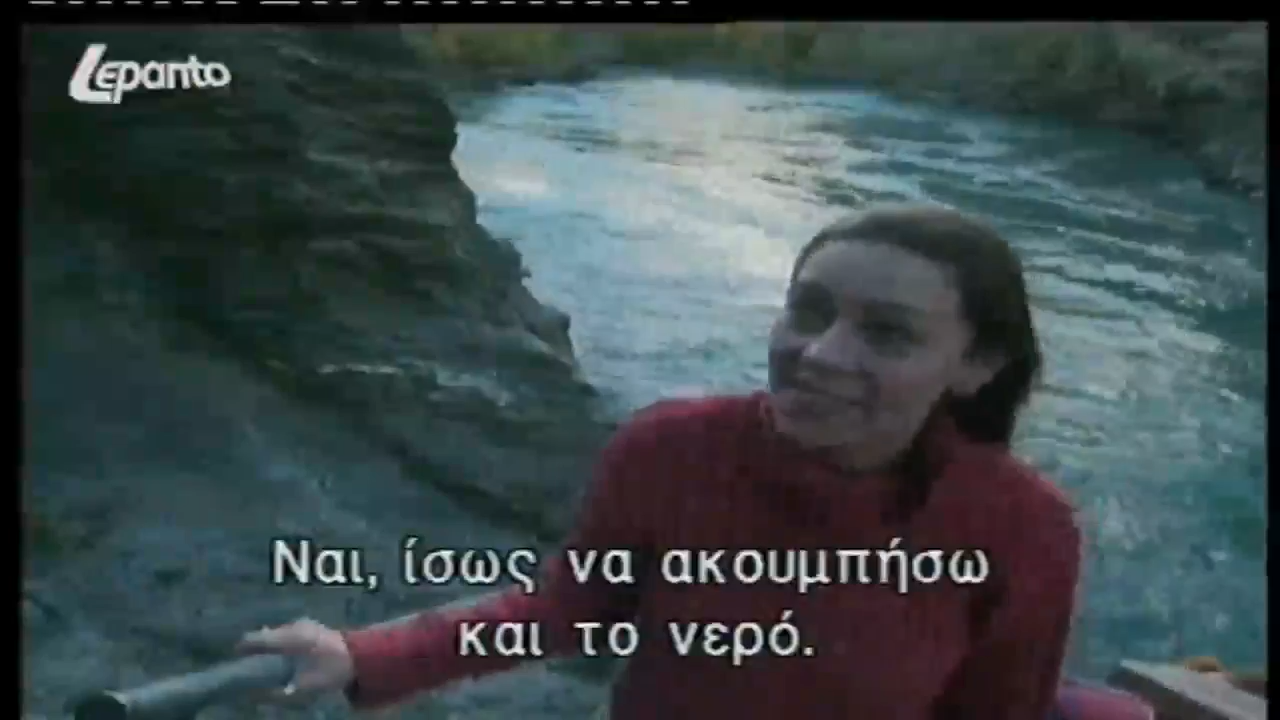 Lepanto
Ναι, ίσως να ακουμπήσω
και το νερό.